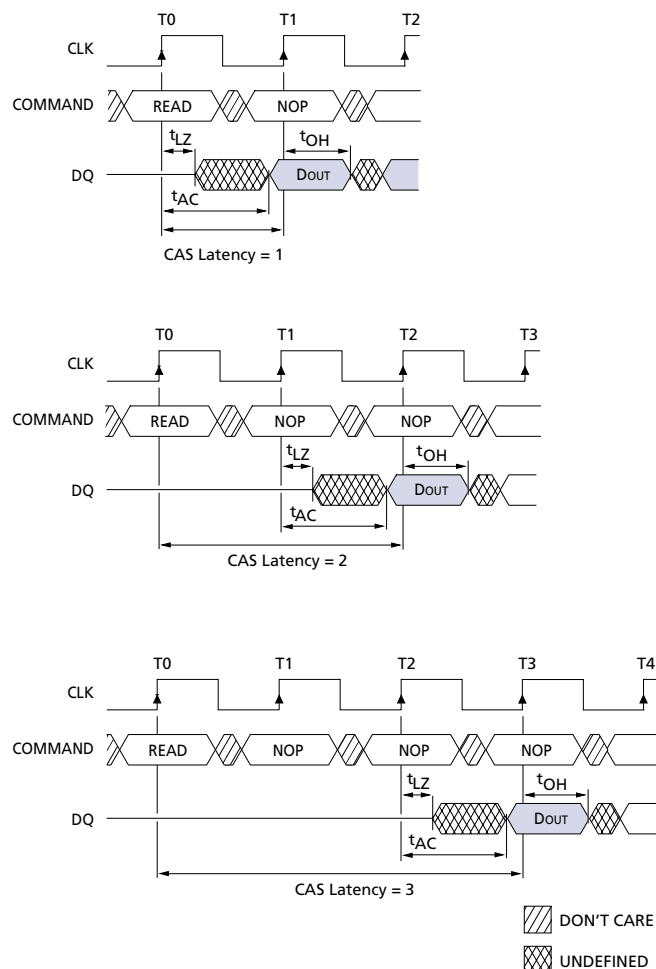 T0 T1 T2
CLK
COMMAND READ NOP
tLZ tOH
DQ DOUT
tAC
CAS Latency = 1
T0 T1 T2 T3
CLK
COMMAND READ NOP NOP
tLZ tOH
DQ DOUT
tAC
CAS Latency = 2
T0 T1 T2 T3 T4
CLK
COMMAND READ NOP NOP NOP
tLZ tOH
DQ DOUT
tAC
CAS Latency = 3
DON'T CARE
UNDEFINED